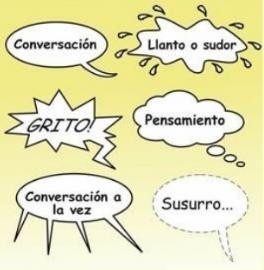 Conversación
Llanto o sudor
GRITO!
Pensamiento
Conversación a
la vez
Susurro...